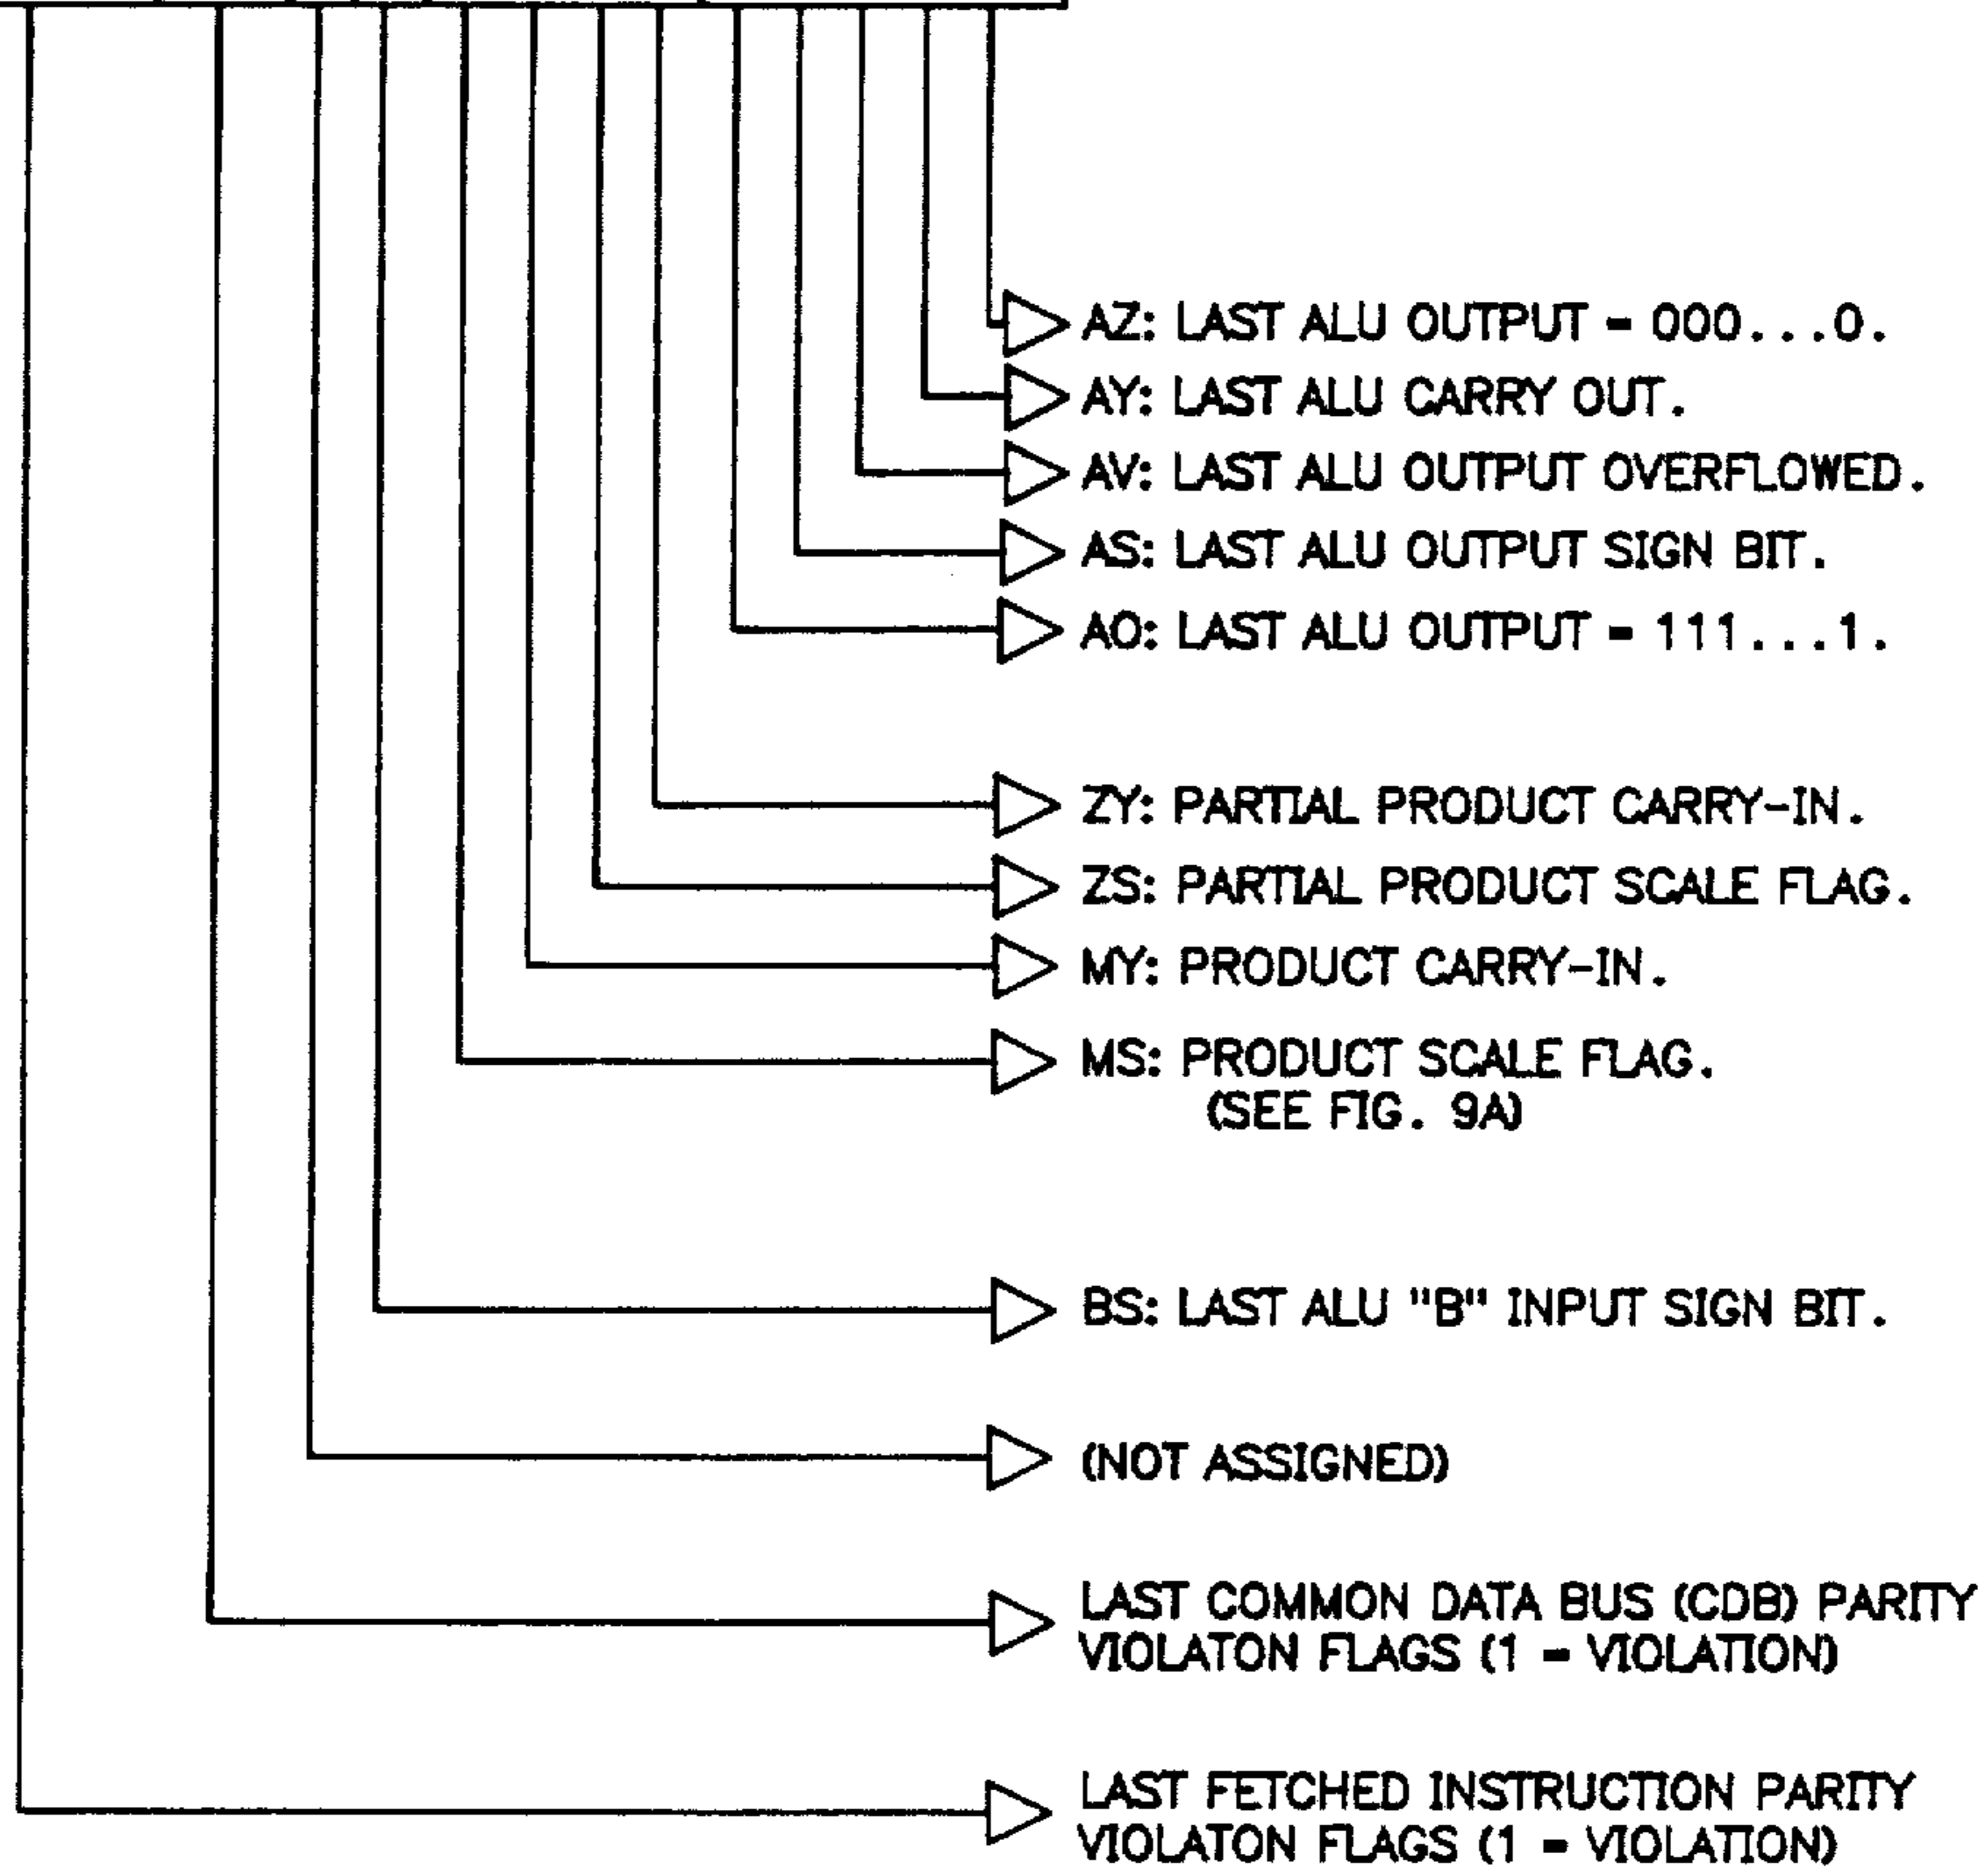 AZ: LAST ALU OUTPUT = 000...0.
AY: LAST ALU CARRY OUT.
AV: LAST ALU OUTPUT OVERFLOWED.
AS: LAST ALU OUTPUT SIGN BIT.
AO: LAST ALU OUTPUT = 111...1.
ZY: PARTIAL PRODUCT CARRY-IN.
ZS: PARTIAL PRODUCT SCALE FLAG.
MY: PRODUCT CARRY-IN.
MS: PRODUCT SCALE FLAG.
(SEE FIG. 9A)
BS: LAST ALU "B" INPUT SIGN BIT.
(NOT ASSIGNED)
LAST COMMON DATA BUS (CDB) PARITY
VIOLATON FLAGS (1 = VIOLATION)
LAST FETCHED INSTRUCTION PARITY
VIOLATON FLAGS (1 = VIOLATION)